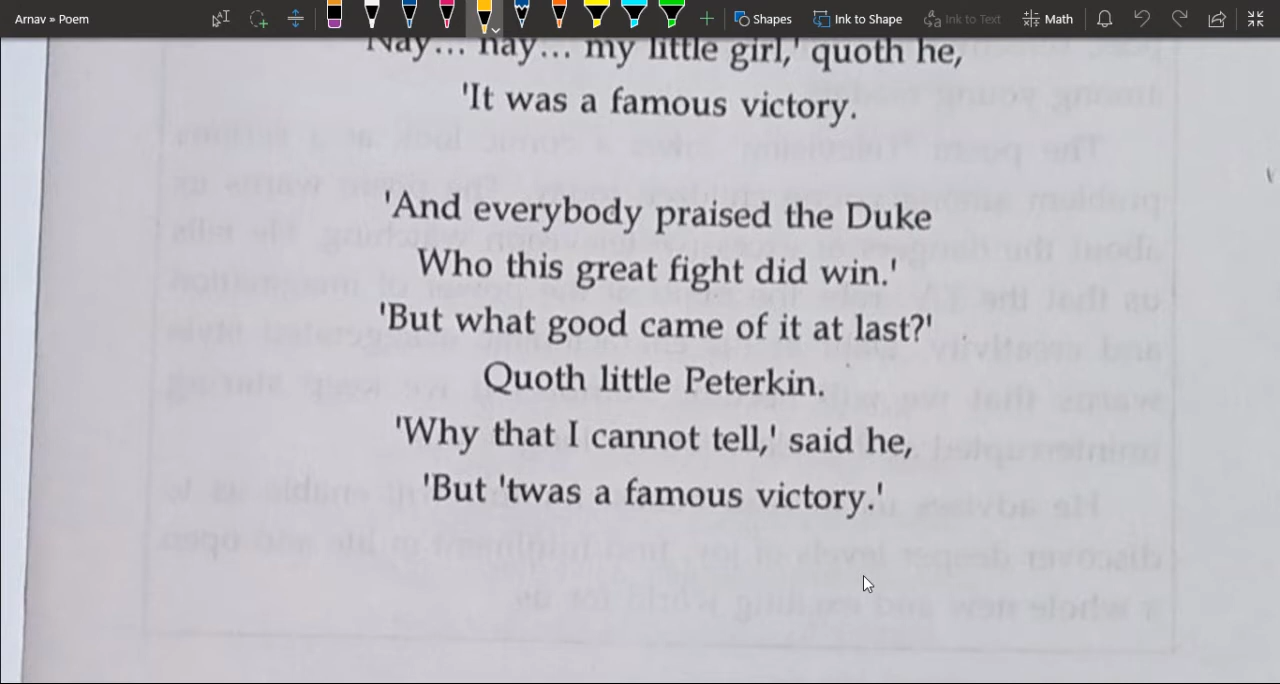 Arnav » Poem
Shapes
Ink to Shape
Ink to Text
Math
Nay... nay... my little girl,' quoth he,
'It was a famous victory.
'And everybody praised the Duke
Who this great fight did win.'
'But what good came of it at last?'
Quoth little Peterkin.
'Why that I cannot tell,' said he,
'But 'twas a famous victory.'